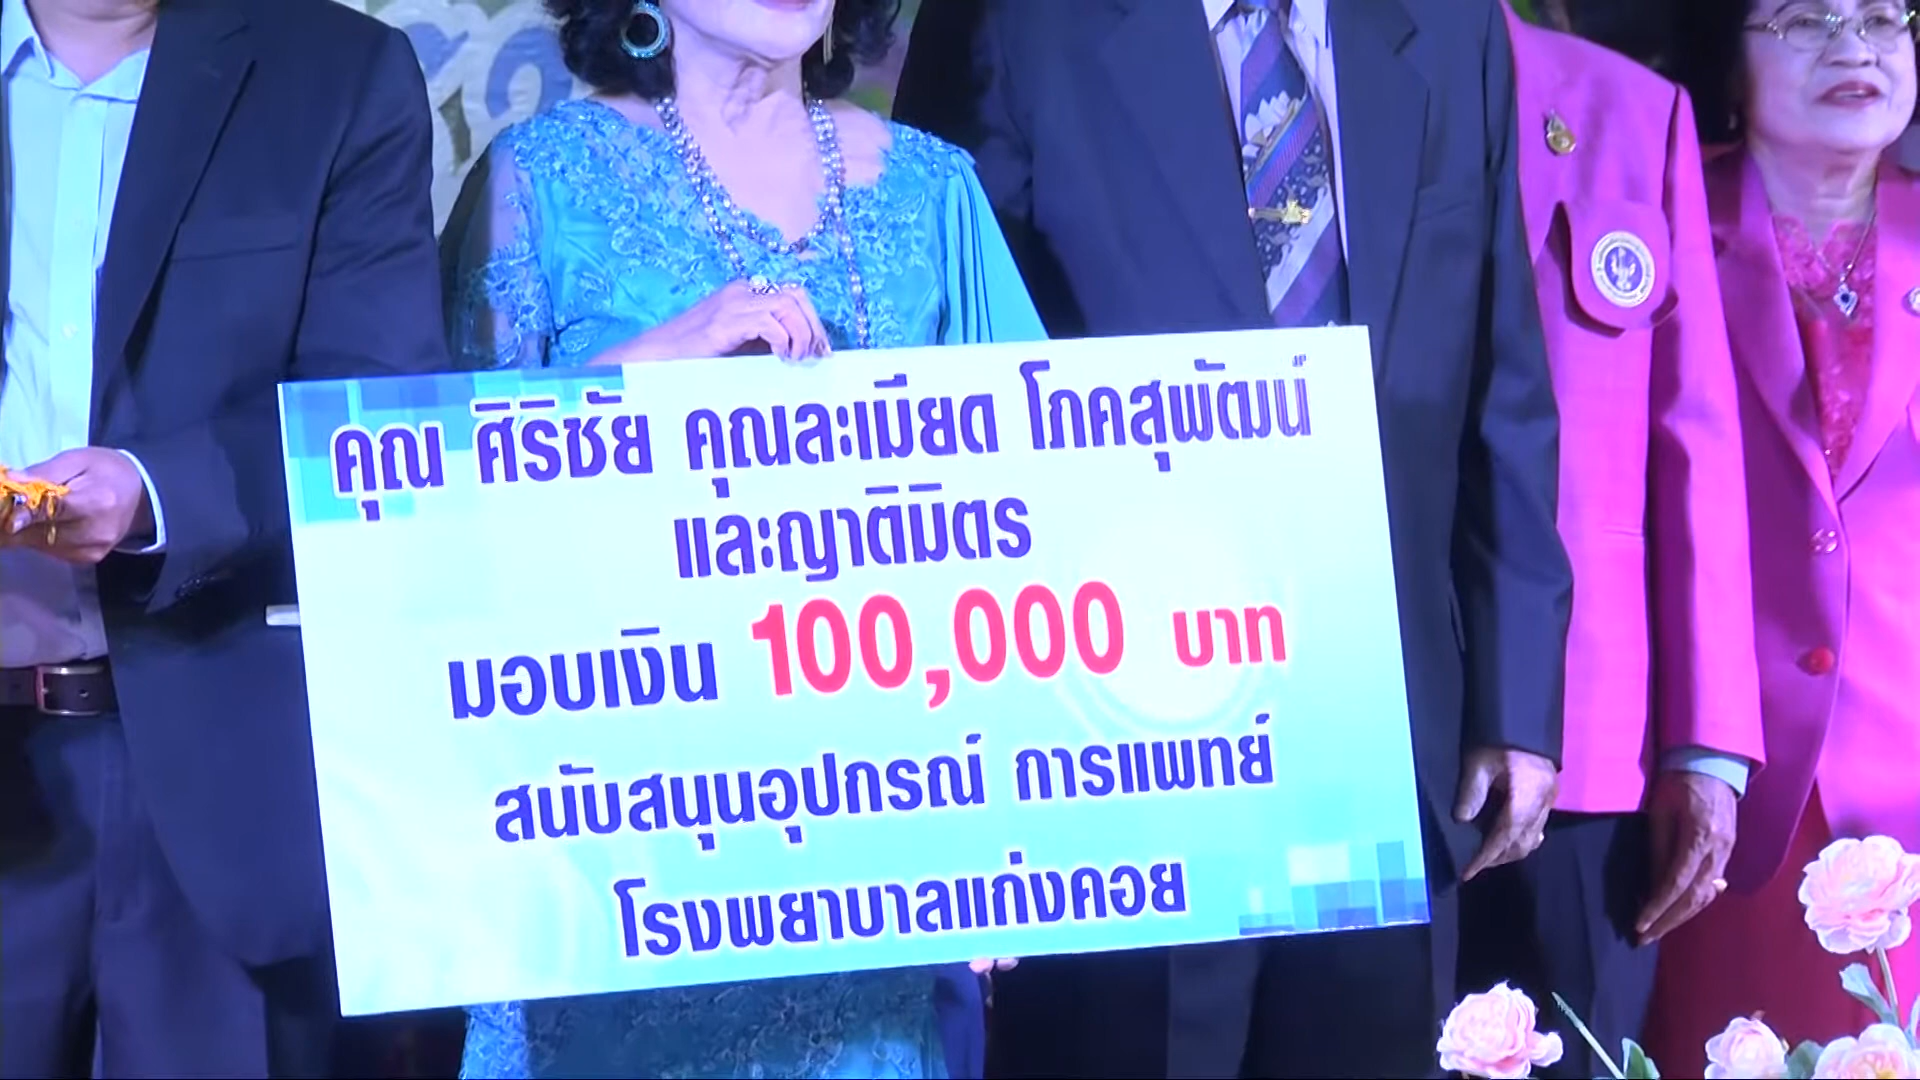 คุณ ศิริชัย คุณละเมียด โภคสุพัฒน์
และญาติมิตร
มอบเงิน 100,000 บาท
สนับสนุนอุปกรณ์ การแพทย์
โรงพยาบาลแก่งคอย